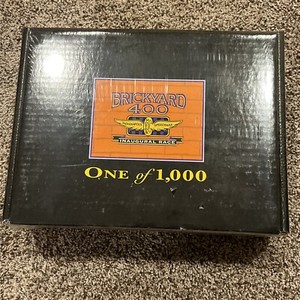 BRICKYARD
400
INAUGURAL RACE
ONE of 1,000